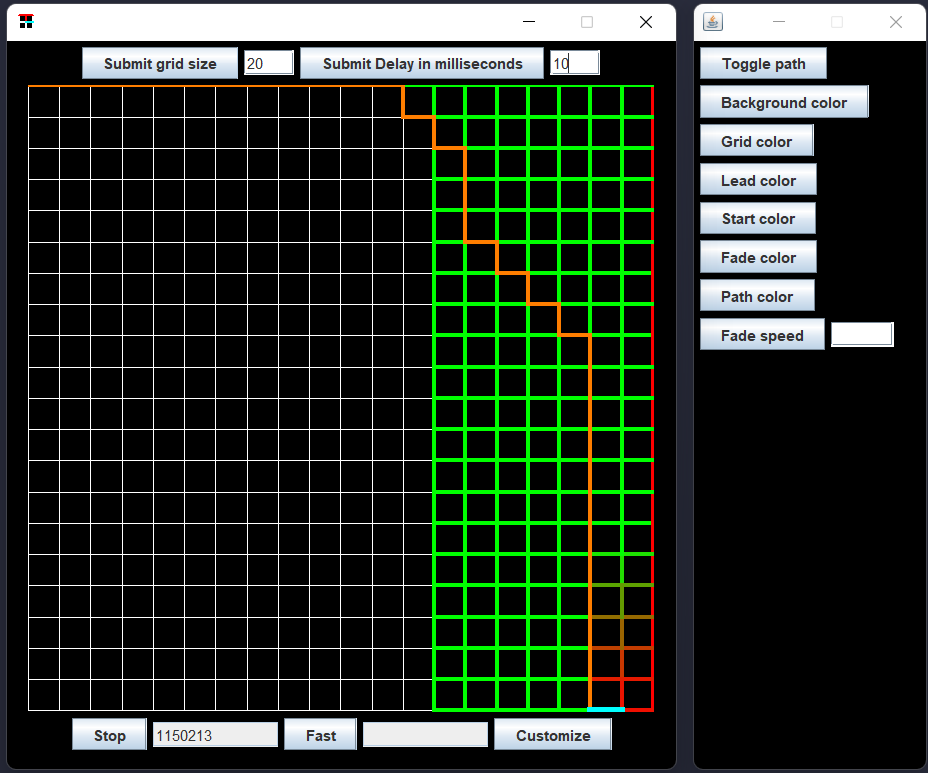 Submit grid size 20 Submit Delay in milliseconds 10
Toggle path
Background color
Grid color
Lead color
Start color
Fade color
Path color
Fade speed
Stop 1150213 Fast Customize